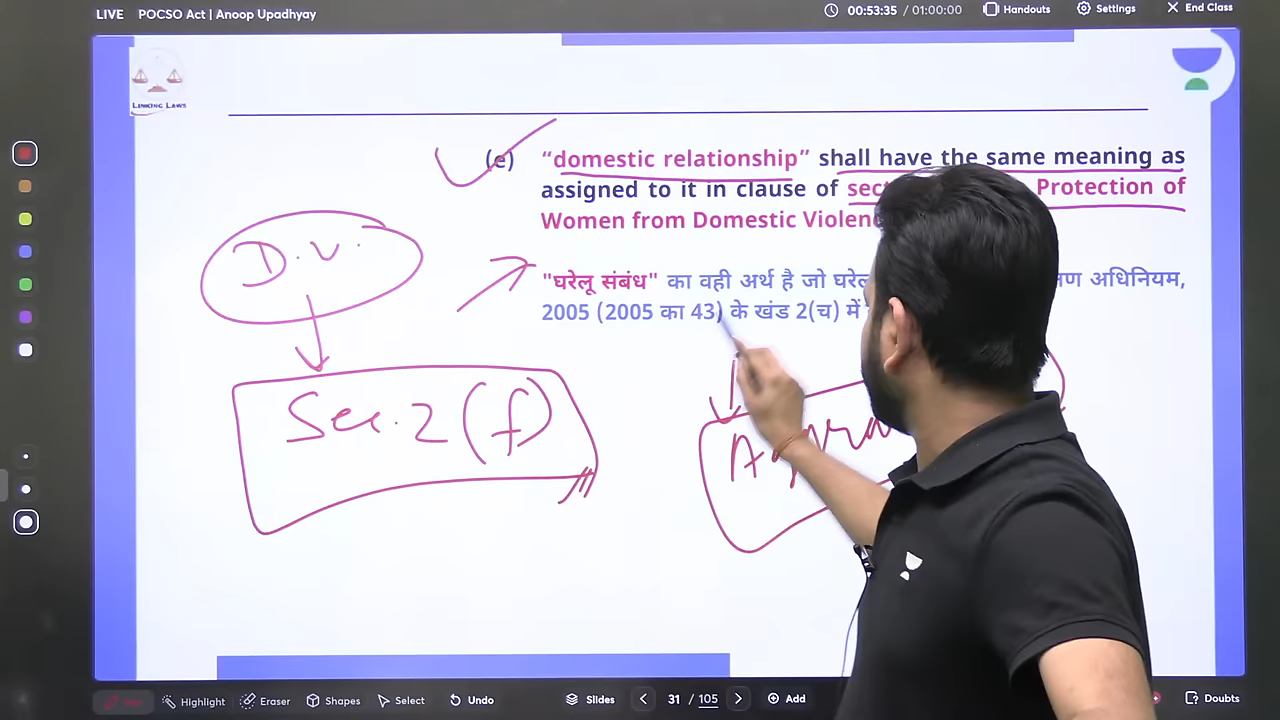 LIVE POCSO Act | Anoop Upadhyay 00:53:35 / 01:00:00 Handouts Settings End Class
LINKING LAWS
(e) “domestic relationship” shall have the same meaning as
assigned to it in clause of Protection of
Women from Domestic
D.V.
"घरेलू संबंध" का वही अर्थ है जो अधिनियम,
2005 (2005 का 43) के खंड 2(च) में
Sec. 2 (f)
Highlight Eraser Shapes Select Undo Slides 31 / 105 Add Doubts